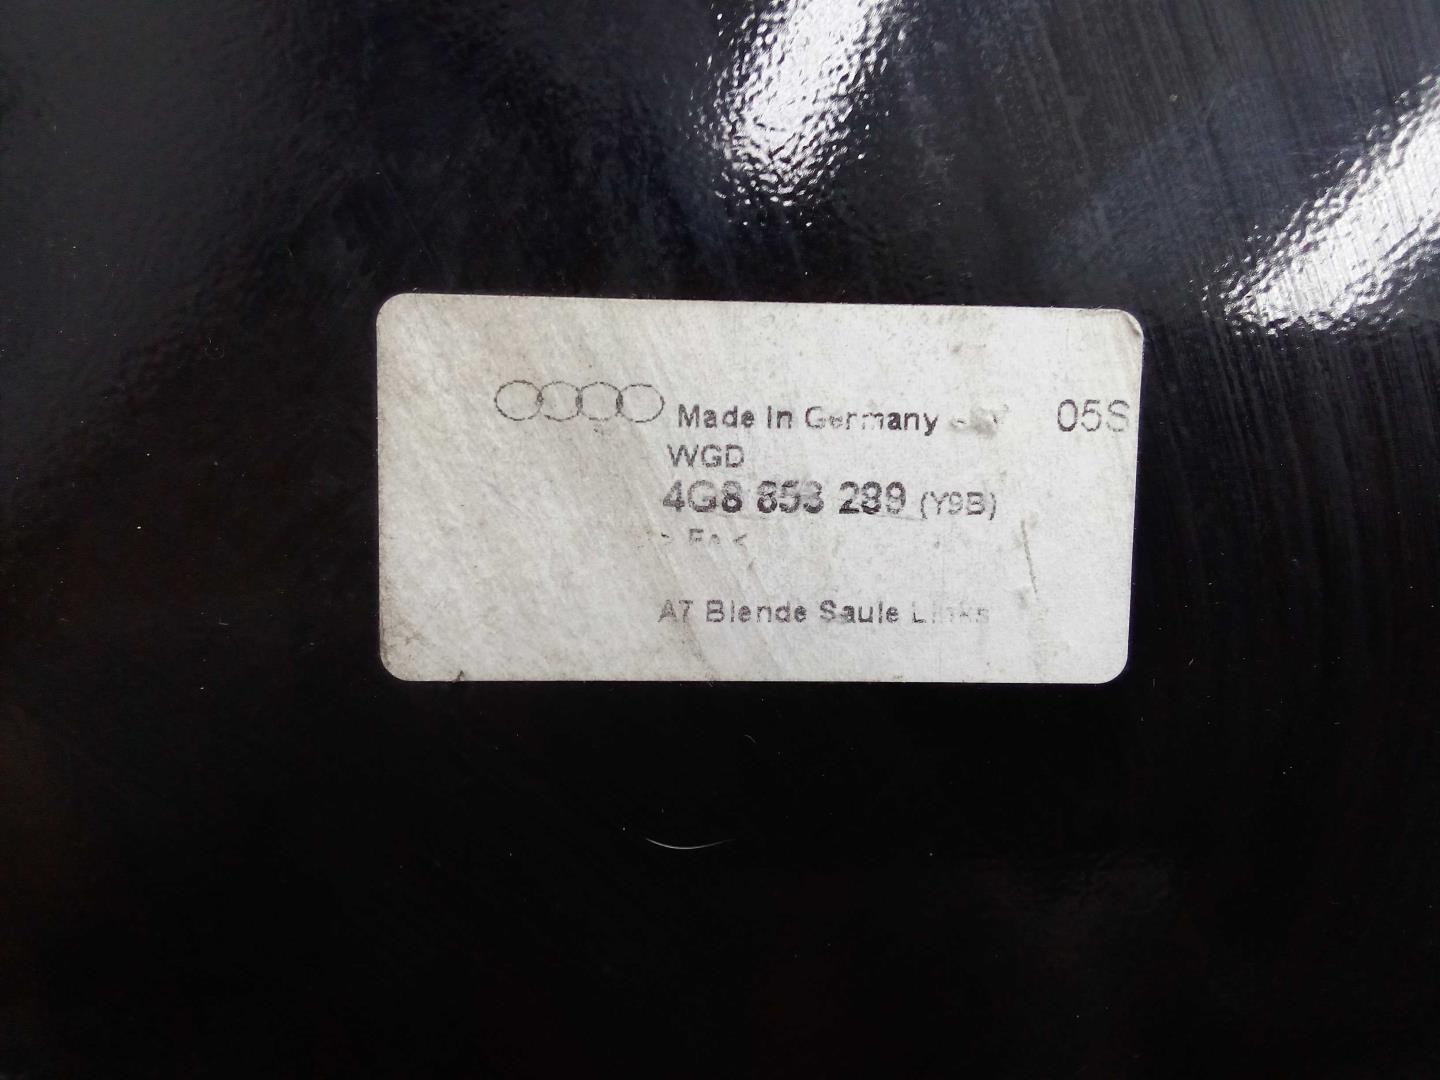 Made In Germany 05S
WGD
4G8 853 289 (Y9B)
A7 Blende Saule Links